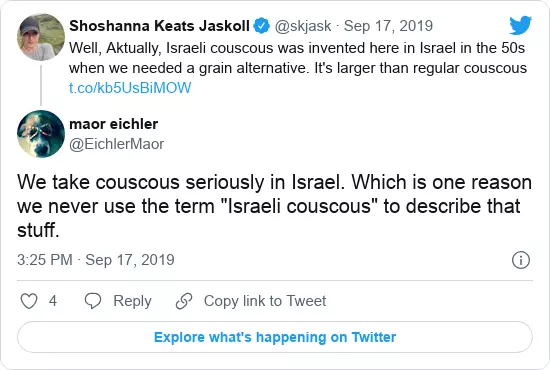 Shoshanna Keats Jaskoll @skjask · Sep 17, 2019
Well, Aktually, Israeli couscous was invented here in Israel in the 50s
when we needed a grain alternative. It's larger than regular couscous
t.co/kb5UsBiMOW
maor eichler
@EichlerMaor
We take couscous seriously in Israel. Which is one reason
we never use the term "Israeli couscous" to describe that
stuff.
3:25 PM · Sep 17, 2019
4 Reply Copy link to Tweet
Explore what's happening on Twitter